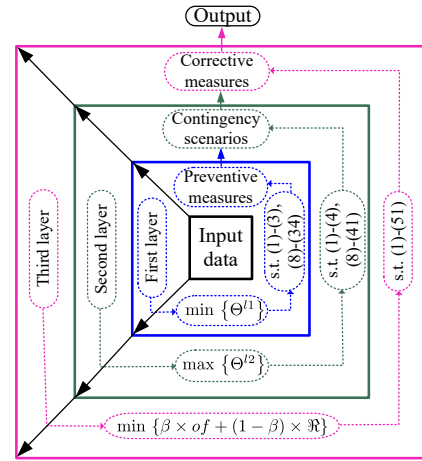 Output
Corrective
measures
Contingency
scenarios
Preventive
measures
Third layer
Second layer
First layer
Input
data
s.t. (1)-(3),
(8)-(34)
s.t. (1)-(4),
(8)-(41)
s.t. (1)-(51)
min {Θ^{l1}}
max {Θ^{l2}}
min {β × of + (1 − β) × ℜ}